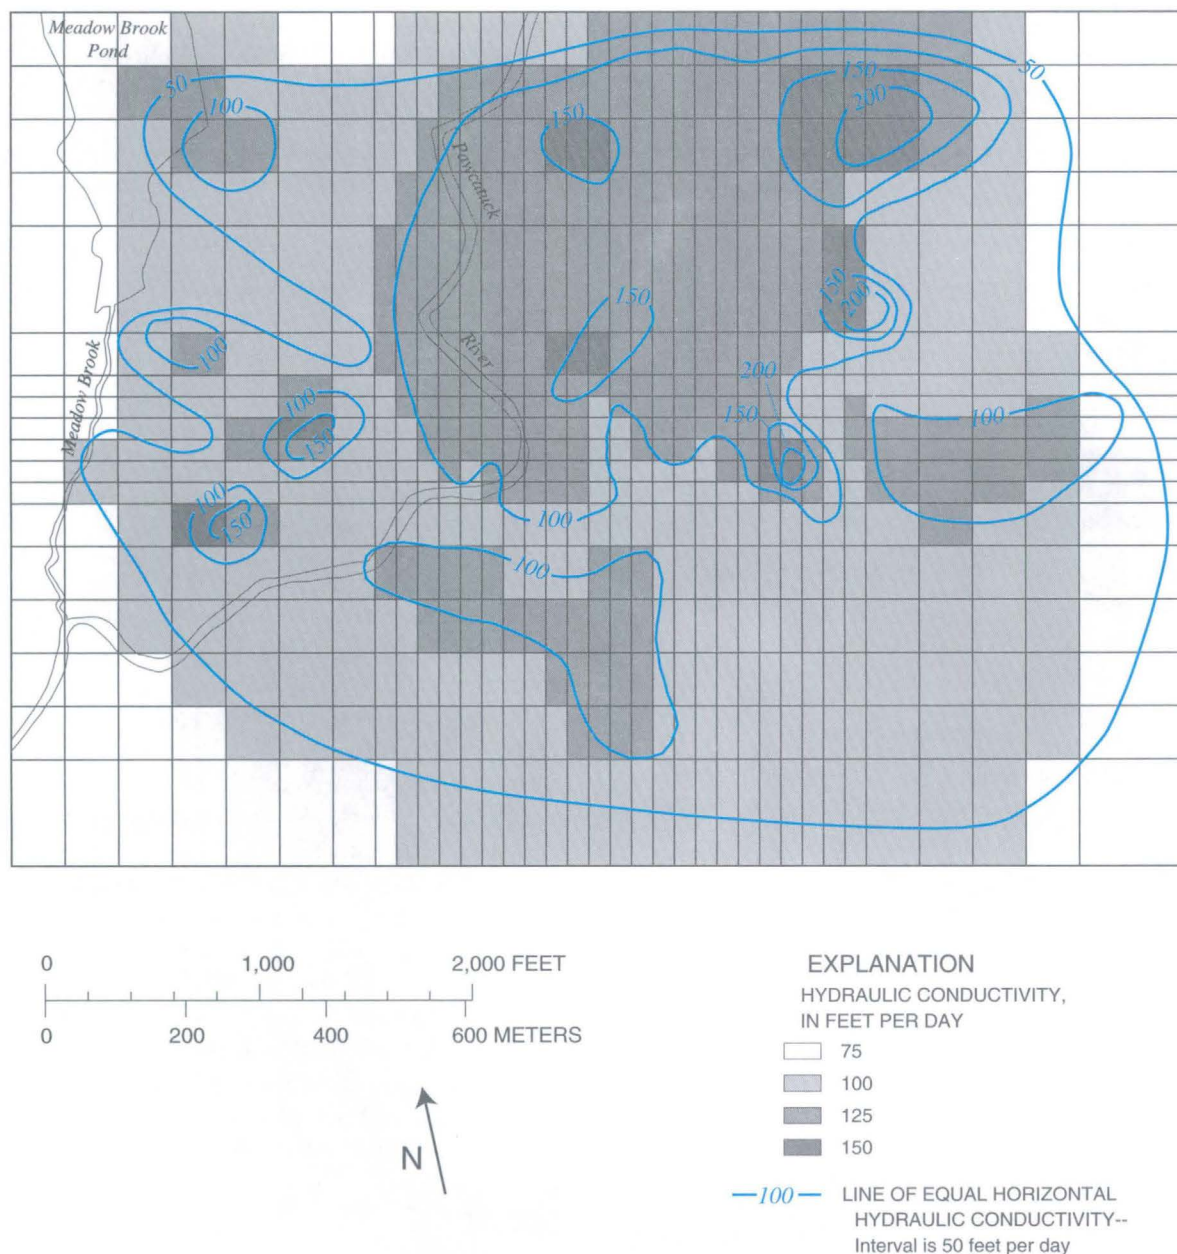 Meadow Brook
Pond
50
50
150
100
200
150
Pawcatuck
150
200
150
River
100
Meadow Brook
200
100
150
100
150
100
150
100
100
0 1,000 2,000 FEET
0 200 400 600 METERS
N
EXPLANATION
HYDRAULIC CONDUCTIVITY,
IN FEET PER DAY
75
100
125
150
100 LINE OF EQUAL HORIZONTAL
HYDRAULIC CONDUCTIVITY--
Interval is 50 feet per day